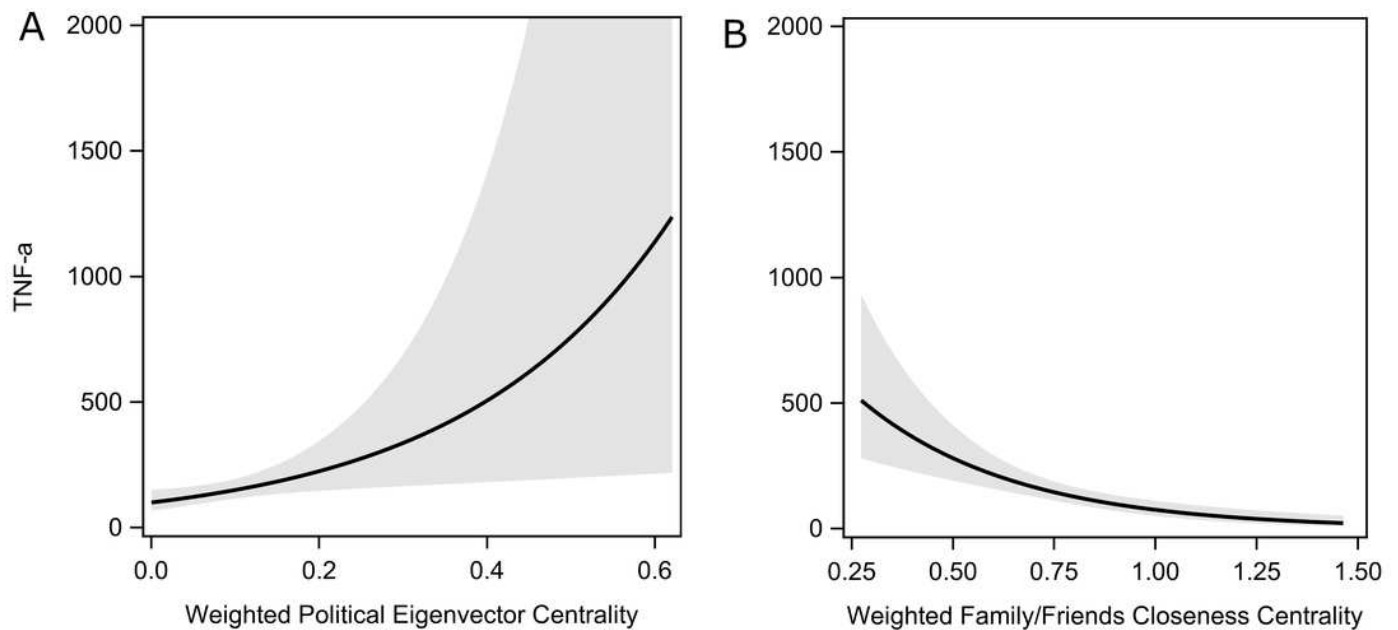 A
2000
1500
1000
500
0
TNF-a
0.0 0.2 0.4 0.6
Weighted Political Eigenvector Centrality
B
2000
1500
1000
500
0
0.25 0.50 0.75 1.00 1.25 1.50
Weighted Family/Friends Closeness Centrality